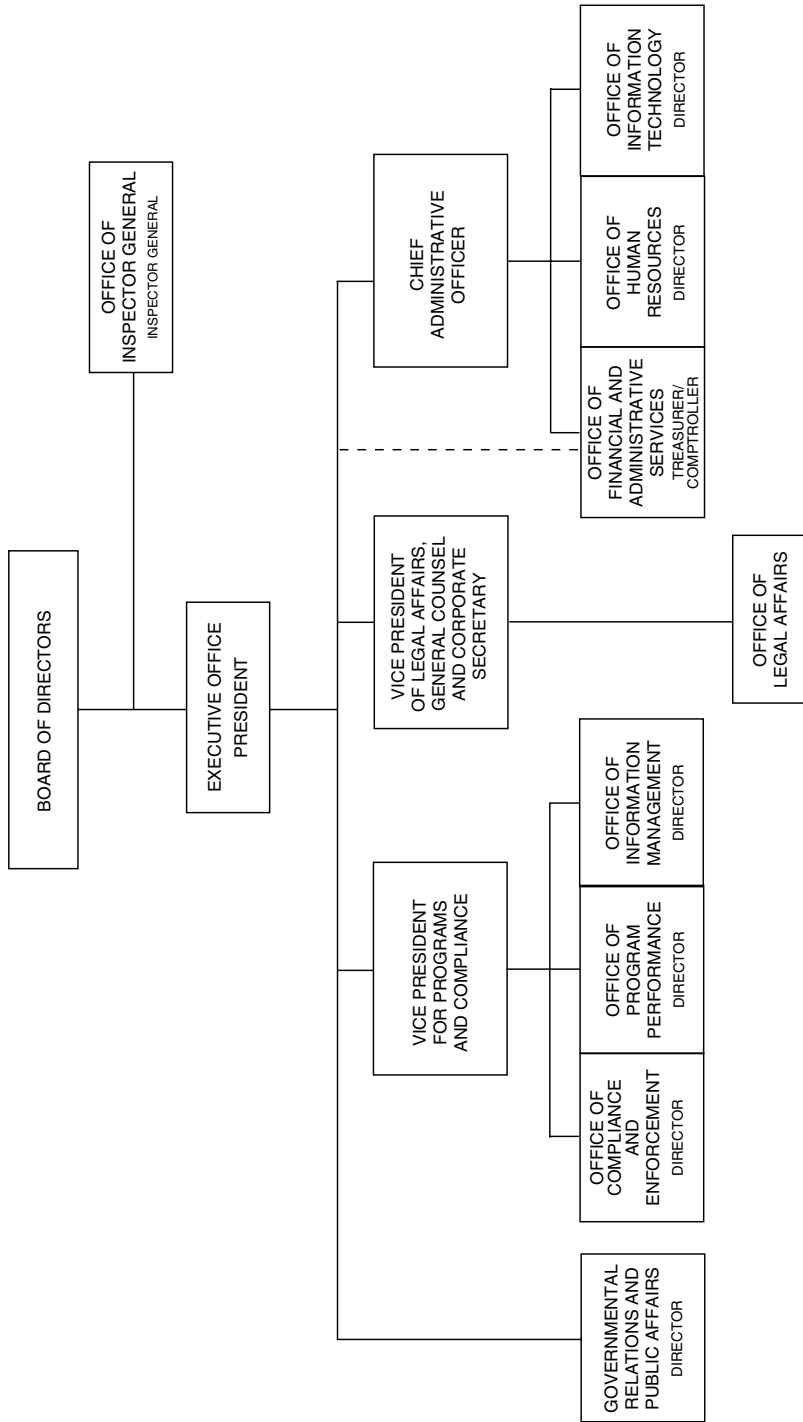 BOARD OF DIRECTORS
OFFICE OF
INSPECTOR GENERAL
INSPECTOR GENERAL
EXECUTIVE OFFICE
PRESIDENT
VICE PRESIDENT
FOR PROGRAMS
AND COMPLIANCE
VICE PRESIDENT
OF LEGAL AFFAIRS,
GENERAL COUNSEL
AND CORPORATE
SECRETARY
CHIEF
ADMINISTRATIVE
OFFICER
GOVERNMENTAL
RELATIONS AND
PUBLIC AFFAIRS
DIRECTOR
OFFICE OF
COMPLIANCE
AND
ENFORCEMENT
DIRECTOR
OFFICE OF
PROGRAM
PERFORMANCE
DIRECTOR
OFFICE OF
INFORMATION
MANAGEMENT
DIRECTOR
OFFICE OF
FINANCIAL AND
ADMINISTRATIVE
SERVICES
TREASURER/
COMPTROLLER
OFFICE OF
HUMAN
RESOURCES
DIRECTOR
OFFICE OF
INFORMATION
TECHNOLOGY
DIRECTOR
OFFICE OF
LEGAL AFFAIRS